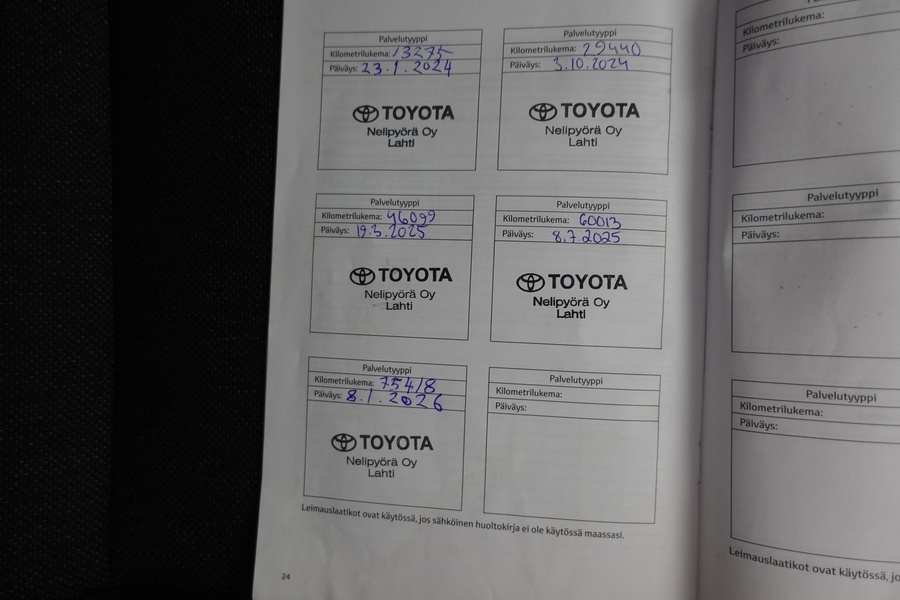 Palvelutyyppi
Kilometrilukema: 13275
Päiväys: 23.1.2024
TOYOTA
Nelipyörä Oy
Lahti
Palvelutyyppi
Kilometrilukema: 29440
Päiväys: 3.10.2024
TOYOTA
Nelipyörä Oy
Lahti
Palvelutyyppi
Kilometrilukema: 46099
Päiväys: 19.3.2025
TOYOTA
Nelipyörä Oy
Lahti
Palvelutyyppi
Kilometrilukema: 60013
Päiväys: 8.7.2025
TOYOTA
Nelipyörä Oy
Lahti
Palvelutyyppi
Kilometrilukema: 75418
Päiväys: 8.1.2026
TOYOTA
Nelipyörä Oy
Lahti
Palvelutyyppi
Kilometrilukema:
Päiväys:
Leimauslaatikot ovat käytössä, jos sähköinen huoltokirja ei ole käytössä maassasi.
24
Kilometrilukema:
Päiväys:
Palvelutyyppi
Kilometrilukema:
Päiväys:
Palvelutyyppi
Kilometrilukema:
Päiväys:
Leimauslaatikot ovat käytössä, jo